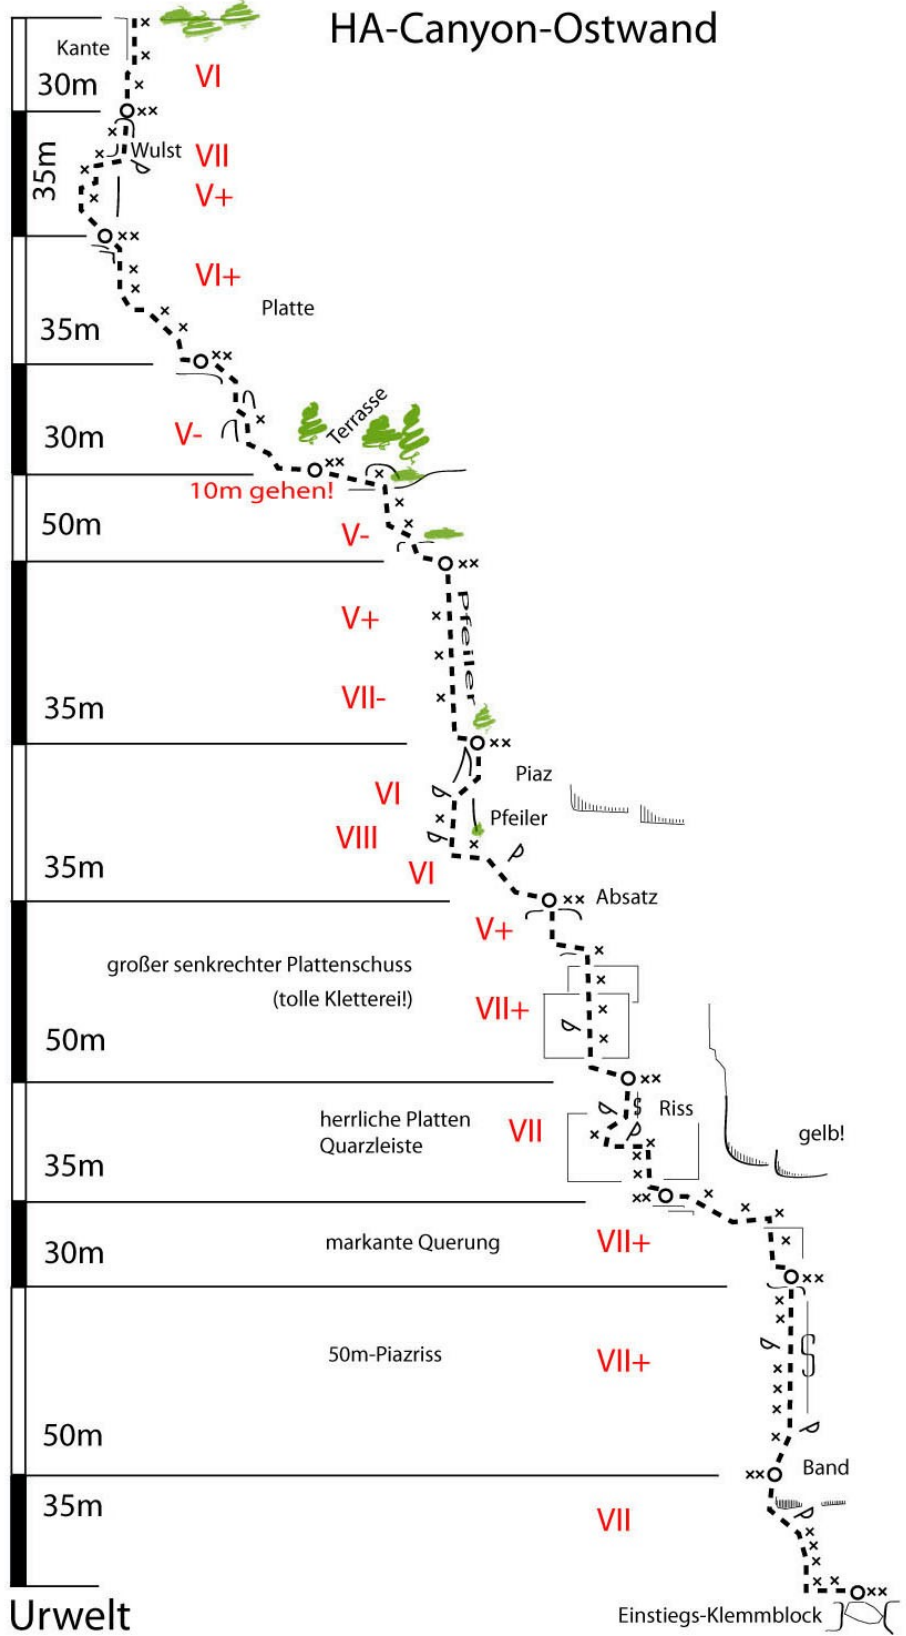 HA-Canyon-Ostwand
Kante
30m
VI
35m
Wulst
VII
V+
VI+
Platte
35m
Terrasse
V-
30m
10m gehen!
50m
V-
V+
Pfeiler
VII-
35m
Piaz
VI
Pfeiler
VIII
35m
VI
Absatz
V+
großer senkrechter Plattenschuss
(tolle Kletterei!)
VII+
50m
Riss
herrliche Platten
VII
gelb!
Quarzleiste
35m
markante Querung
VII+
30m
50m-Piazriss
VII+
50m
Band
35m
VII
Urwelt
Einstiegs-Klemmblock